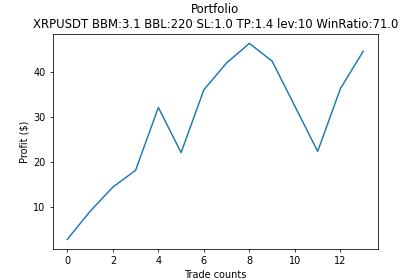 Portfolio
XRPUSDT BBM:3.1 BBL:220 SL:1.0 TP:1.4 lev:10 WinRatio:71.0
Profit ($)
40
30
20
10
0 2 4 6 8 10 12
Trade counts